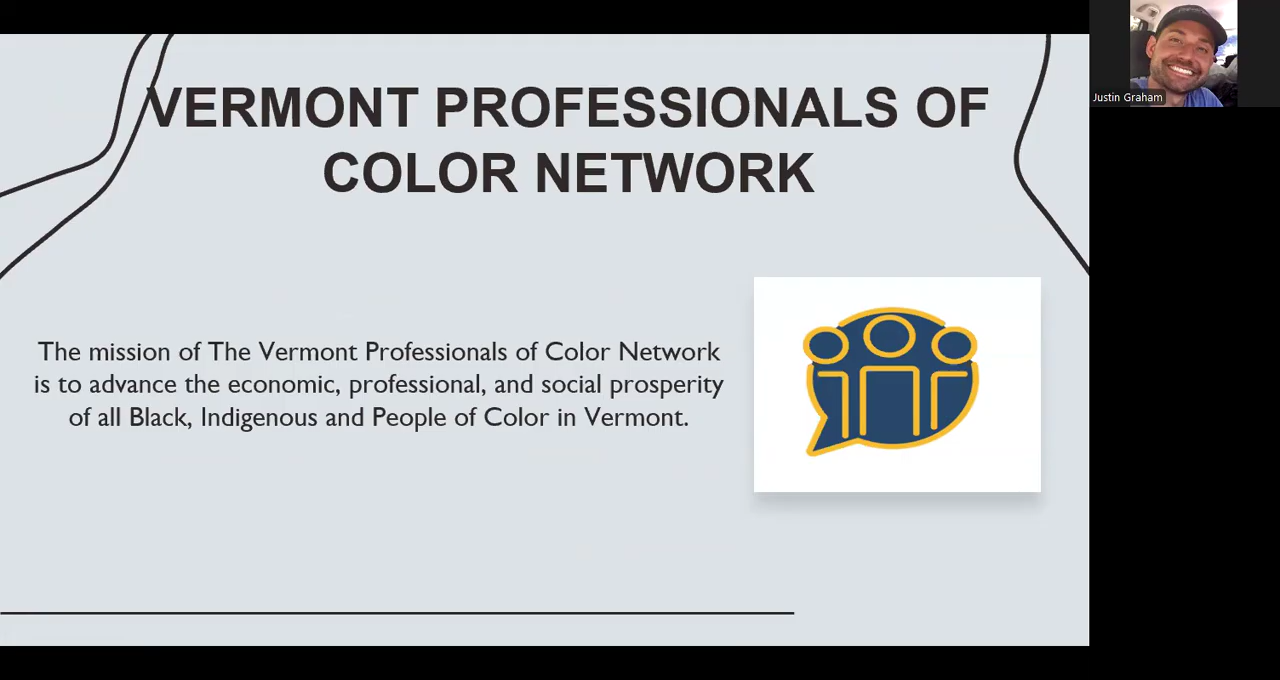 VERMONT PROFESSIONALS OF
COLOR NETWORK
The mission of The Vermont Professionals of Color Network
is to advance the economic, professional, and social prosperity
of all Black, Indigenous and People of Color in Vermont.
Justin Graham